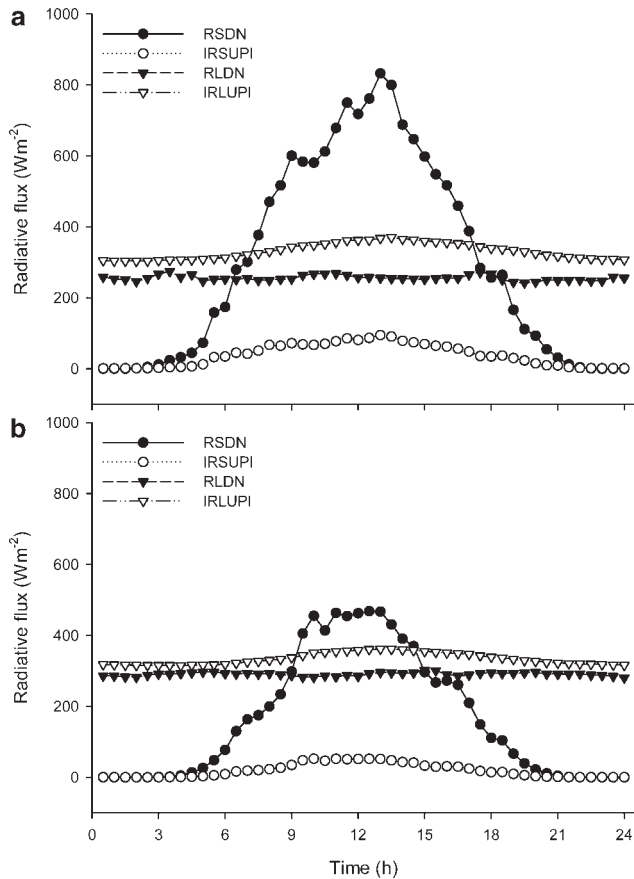 a
RSDN
IRSUPI
RLDN
IRLUPI
1000
800
600
400
200
0
Radiative flux (Wm-2)
b
RSDN
IRSUPI
RLDN
IRLUPI
1000
800
600
400
200
0
Radiative flux (Wm-2)
0 3 6 9 12 15 18 21 24
Time (h)